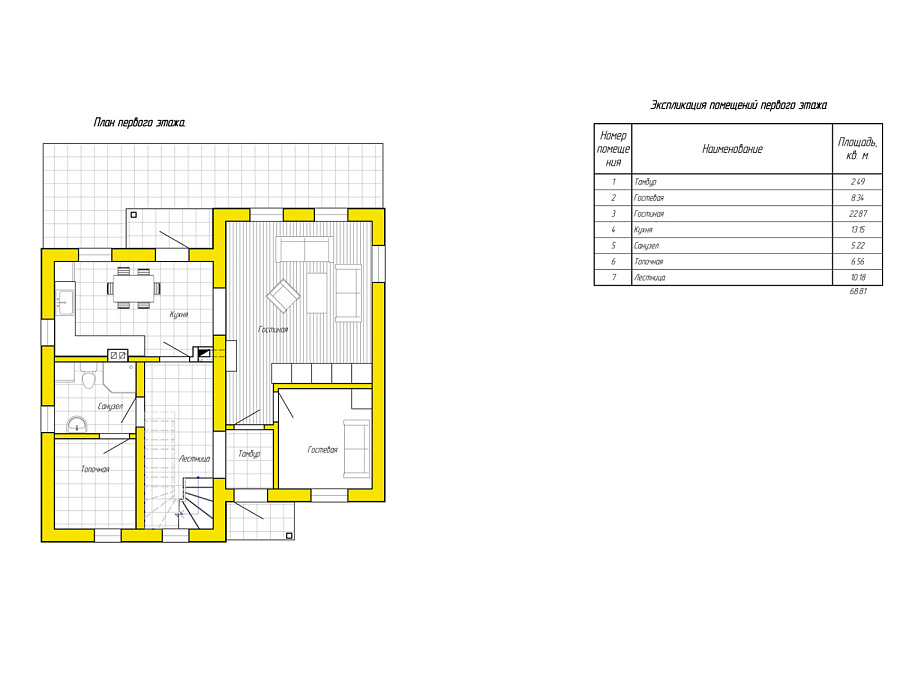 Экспликация помещений первого этажа
План первого этажа.
Номер
помеще
ния
Наименование
Площадь,
кв. м.
1 Тамбур 2.49
2 Гостевая 8.34
3 Гостиная 22.87
4 Кухня 13.15
5 Санузел 5.22
6 Топочная 6.56
7 Лестница 10.18
68.81
Кухня
Гостиная
Санузел
Тамбур
Гостевая
Лестница
Топочная